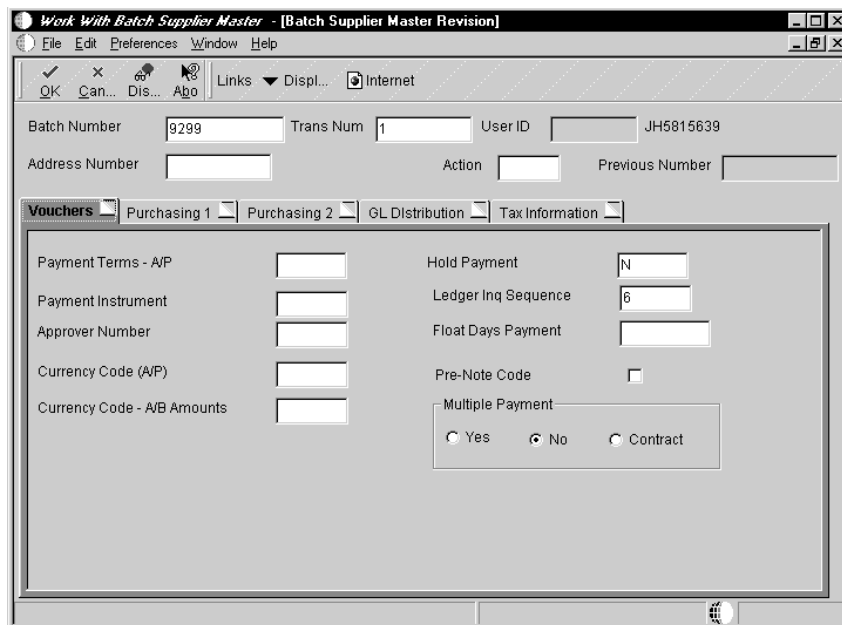 Work With Batch Supplier Master - [Batch Supplier Master Revision]
File Edit Preferences Window Help
OK Can... Dis... Abo Links Displ... Internet
Batch Number 9299 Trans Num 1 User ID JH5815639
Address Number Action Previous Number
Vouchers Purchasing 1 Purchasing 2 GL DIstribution Tax Information
Payment Terms - A/P Hold Payment N
Payment Instrument Ledger Inq Sequence 6
Approver Number Float Days Payment
Currency Code (A/P) Pre-Note Code
Currency Code - A/B Amounts Multiple Payment
Yes No Contract